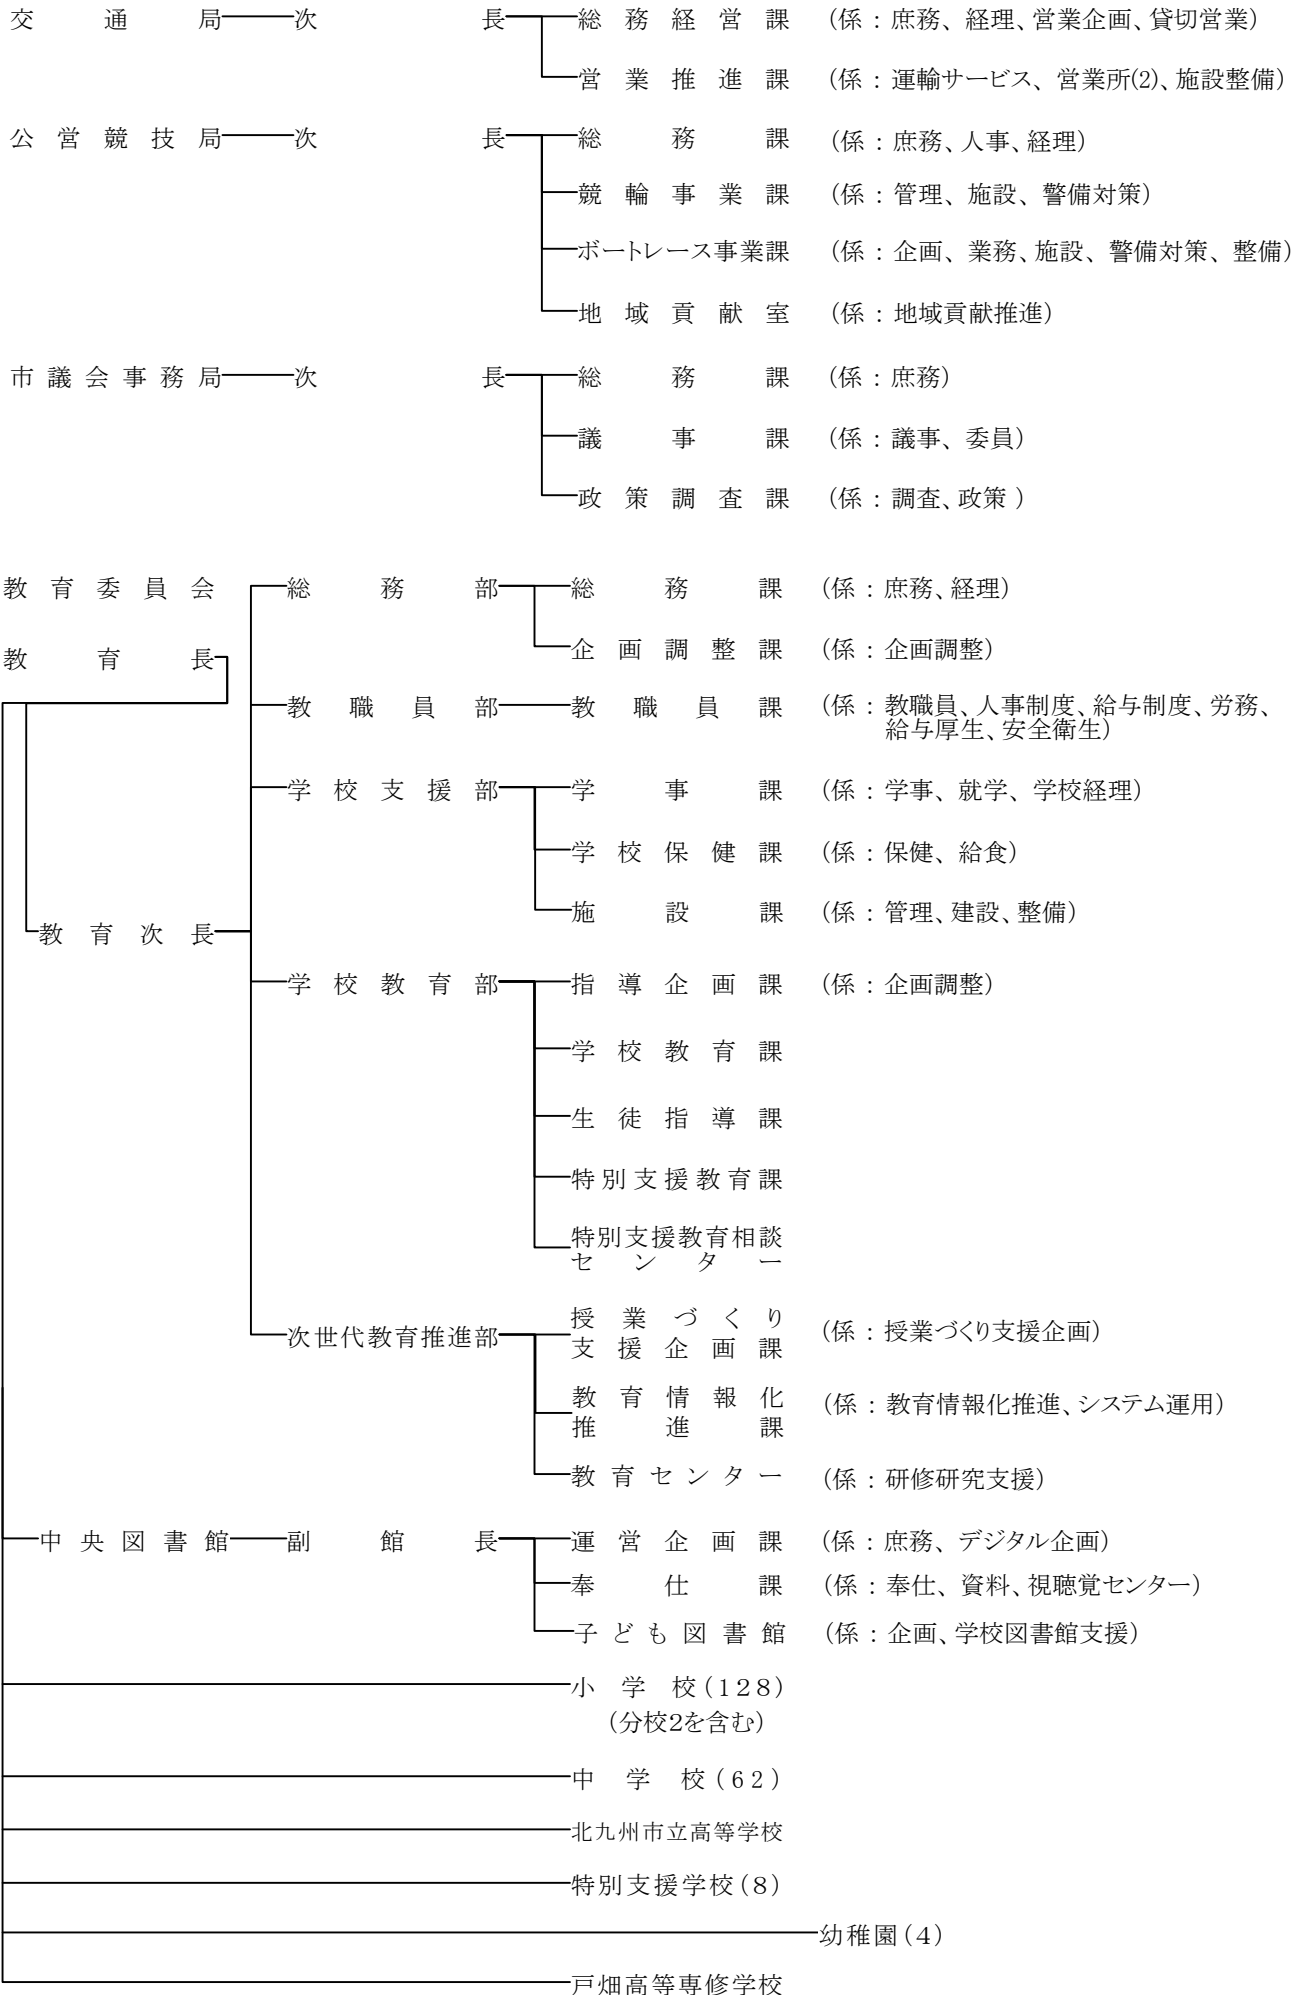 交通局 次長 総務経営課 (係：庶務、経理、営業企画、貸切営業)
営業推進課 (係：運輸サービス、営業所(2)、施設整備)
公営競技局 次長 総務課 (係：庶務、人事、経理)
競輪事業課 (係：管理、施設、警備対策)
ボートレース事業課 (係：企画、業務、施設、警備対策、整備)
地域貢献室 (係：地域貢献推進)
市議会事務局 次長 総務課 (係：庶務)
議事課 (係：議事、委員)
政策調査課 (係：調査、政策 )
教育委員会 総務部 総務課 (係：庶務、経理)
企画調整課 (係：企画調整)
教育長
教職員部 教職員課 (係：教職員、人事制度、給与制度、労務、
給与厚生、安全衛生)
学校支援部 学事課 (係：学事、就学、学校経理)
学校保健課 (係：保健、給食)
施設課 (係：管理、建設、整備)
教育次長
学校教育部 指導企画課 (係：企画調整)
学校教育課
生徒指導課
特別支援教育課
特別支援教育相談
センター
次世代教育推進部 授業づくり
支援企画課 (係：授業づくり支援企画)
教育情報化
推進課 (係：教育情報化推進、システム運用)
教育センター (係：研修研究支援)
中央図書館 副館長 運営企画課 (係：庶務、デジタル企画)
奉仕課 (係：奉仕、資料、視聴覚センター)
子ども図書館 (係：企画、学校図書館支援)
小学校(128)
(分校2を含む)
中学校(62)
北九州市立高等学校
特別支援学校(8)
幼稚園(4)
戸畑高等専修学校